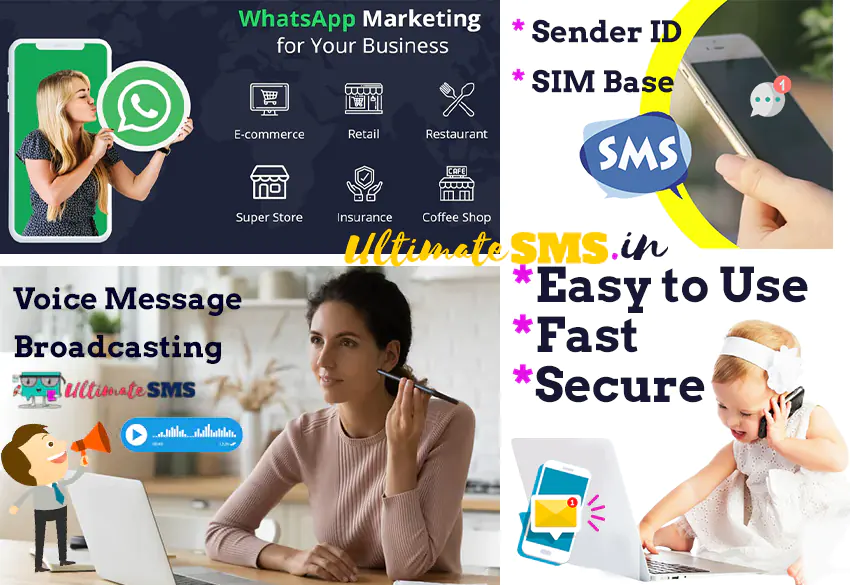 WhatsApp Marketing
for Your Business
E-commerce
Retail
Restaurant
CAFE
Super Store
Insurance
Coffee Shop
* Sender ID
* SIM Base
1
SMS
UltimateSMS.in
Voice Message
Broadcasting
UltimateSMS
*Easy to Use
*Fast
*Secure
1